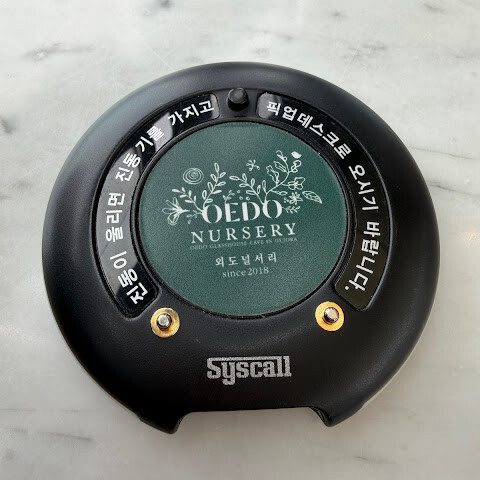 진동이 울리면 진동기를 가지고
픽업데스크로 오시기 바랍니다.
OEDO
NURSERY
OEDO GLASSHOUSE CAFE IN OEJORA
외도널서리
since 2018
Syscall